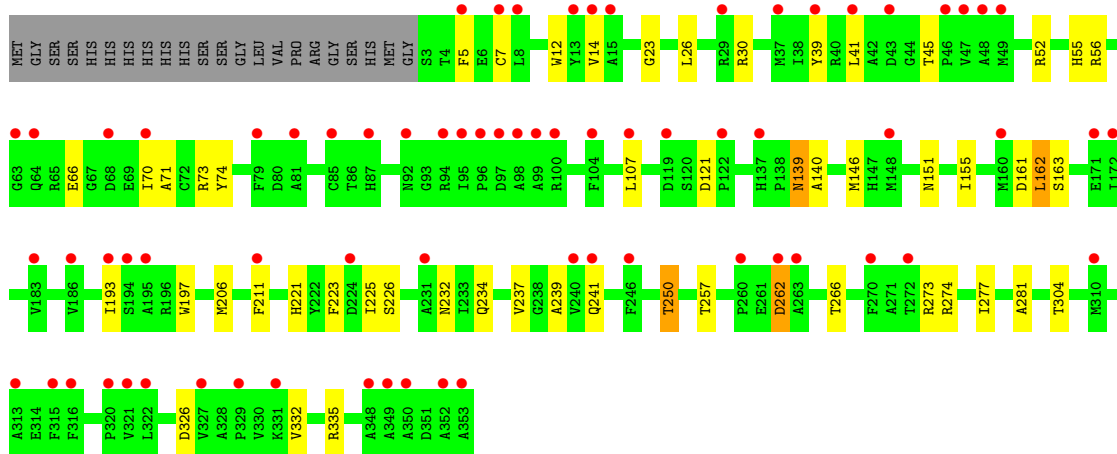 MET GLY SER SER HIS HIS HIS HIS HIS HIS SER SER GLY LEU VAL PRO ARG GLY SER HIS MET GLY S3 T4 F5 E6 C7 L8 W12 Y13 V14 A15 G23 L26 R29 R30 M37 I38 Y39 R40 L41 A42 D43 G44 T45 P46 V47 A48 M49 R52 H55 R56
G63 Q64 R65 E66 G67 D68 E69 I70 A71 C72 R73 Y74 F79 D80 A81 C85 T86 H87 N92 G93 R94 I95 P96 D97 A98 A99 R100 F104 L107 D119 S120 D121 P122 H137 P138 N139 A140 M146 H147 M148 N151 I155 M160 D161 L162 S163 E171 I172
V183 V186 I193 S194 A195 R196 W197 M206 F211 H221 Y222 F223 D224 I225 S226 A231 N232 I233 Q234 V237 G238 A239 V240 Q241 F246 T250 T257 P260 E261 D262 A263 T266 F270 A271 T272 R273 R274 I277 A281 T304 M310
A313 E314 F315 F316 P320 V321 L322 D326 V327 A328 P329 V330 K331 V332 R335 A348 A349 A350 D351 A352 A353